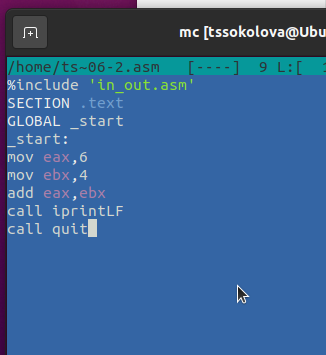 mc [tssokolova@Ubu
/home/ts~06-2.asm [----] 9 L:[
%include 'in_out.asm'
SECTION .text
GLOBAL _start
_start:
mov eax,6
mov ebx,4
add eax,ebx
call iprintLF
call quit